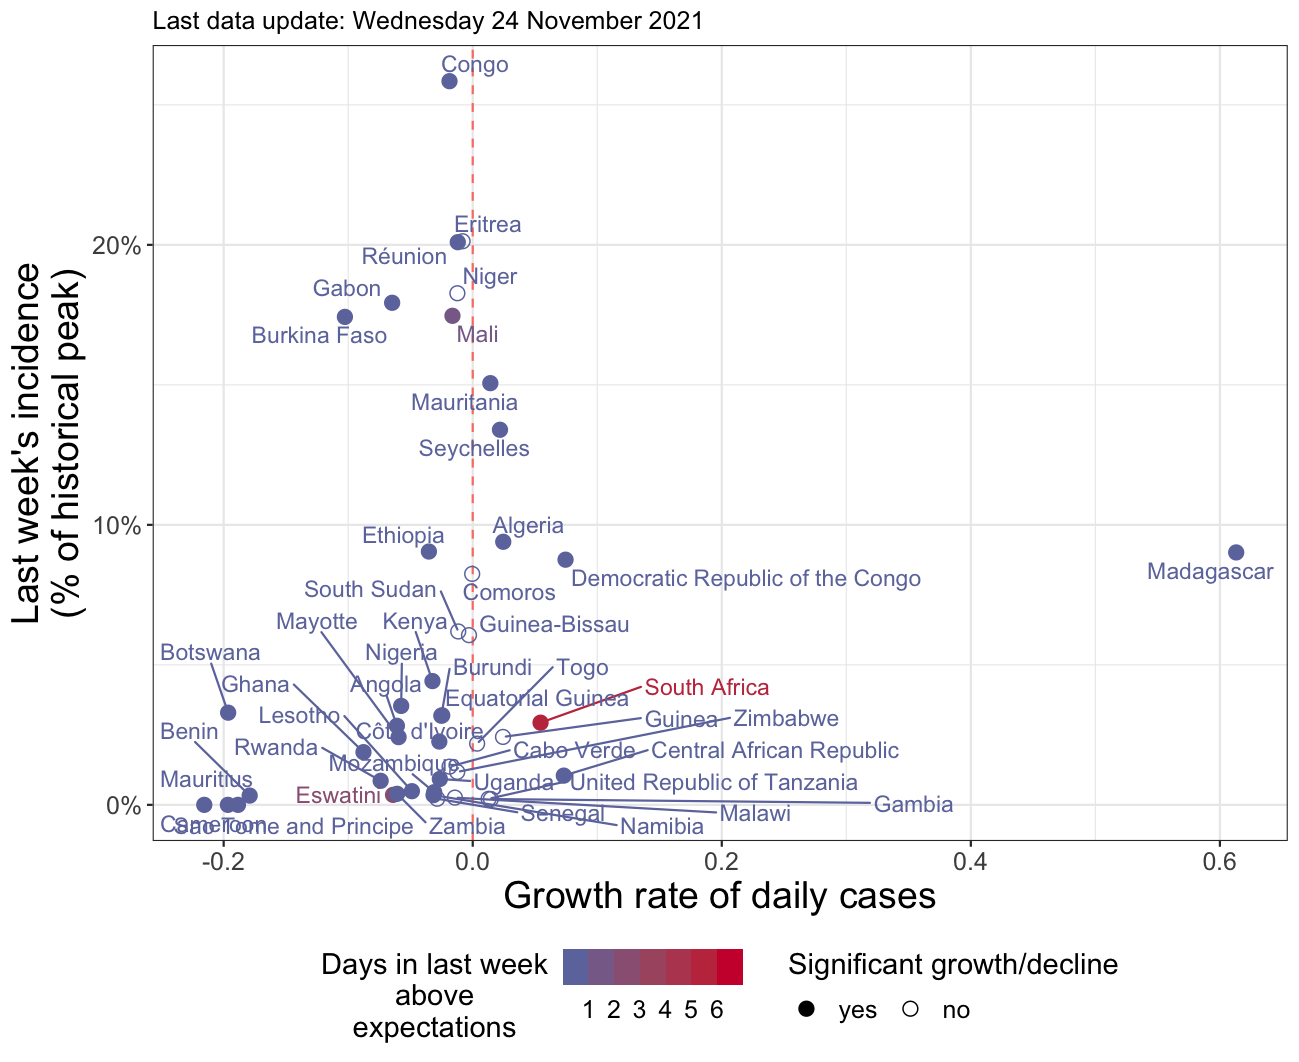 Last data update: Wednesday 24 November 2021
Last week's incidence
(% of historical peak)
20%
10%
0%
Congo
Eritrea
Réunion
Niger
Gabon
Burkina Faso
Mali
Mauritania
Seychelles
Ethiopia
Algeria
Madagascar
Democratic Republic of the Congo
South Sudan
Comoros
Mayotte
Kenya
Guinea-Bissau
Botswana
Nigeria
Burundi
Togo
Ghana
Angola
Equatorial Guinea
South Africa
Lesotho
Guinea
Zimbabwe
Benin
Côte d'Ivoire
Rwanda
Cabo Verde
Central African Republic
Mozambique
Mauritius
Uganda
United Republic of Tanzania
Eswatini
Gambia
Senegal
Malawi
Cameroon
Sao Tome and Principe
Zambia
Namibia
-0.2
0.0
0.2
0.4
0.6
Growth rate of daily cases
Days in last week
above
expectations
1 2 3 4 5 6
Significant growth/decline
yes
no